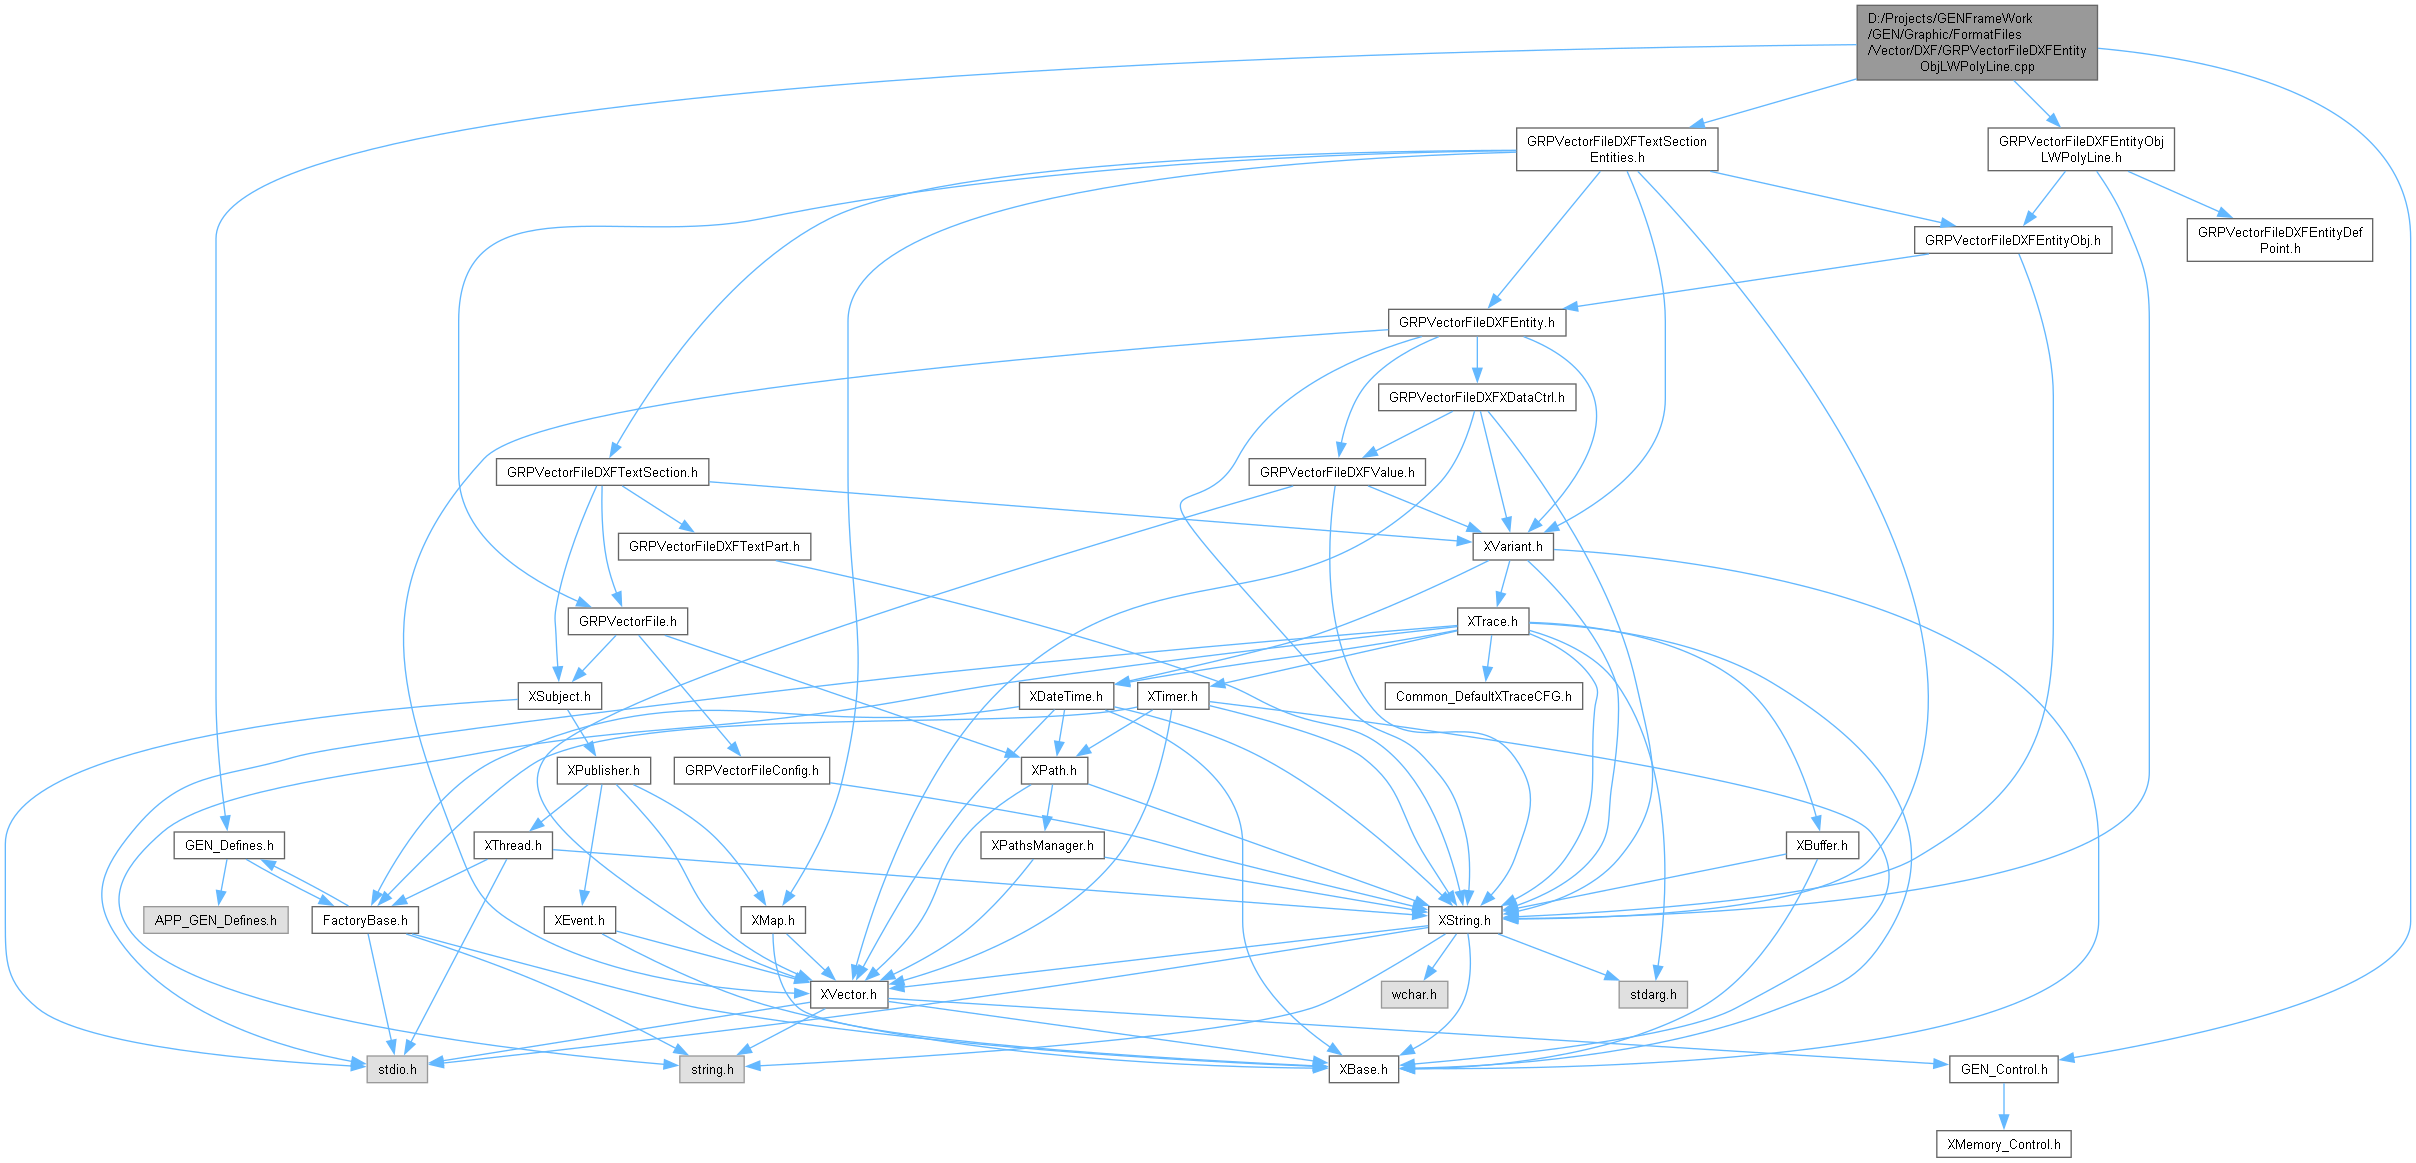 D:/Projects/GENFrameWork
/GEN/Graphic/FormatFiles
/Vector/DXF/GRPVectorFileDXFEntity
ObjLWPolyLine.cpp
GRPVectorFileDXFTextSection
Entities.h
GRPVectorFileDXFEntityObj
LWPolyLine.h
GRPVectorFileDXFEntityObj.h
GRPVectorFileDXFEntityDef
Point.h
GRPVectorFileDXFEntity.h
GRPVectorFileDXFXDataCtrl.h
GRPVectorFileDXFTextSection.h
GRPVectorFileDXFValue.h
GRPVectorFileDXFTextPart.h
XVariant.h
GRPVectorFile.h
XTrace.h
XSubject.h
XDateTime.h
XTimer.h
Common_DefaultXTraceCFG.h
XPublisher.h
GRPVectorFileConfig.h
XPath.h
GEN_Defines.h
XThread.h
XPathsManager.h
XBuffer.h
APP_GEN_Defines.h
FactoryBase.h
XEvent.h
XMap.h
XString.h
XVector.h
wchar.h
stdarg.h
stdio.h
string.h
XBase.h
GEN_Control.h
XMemory_Control.h